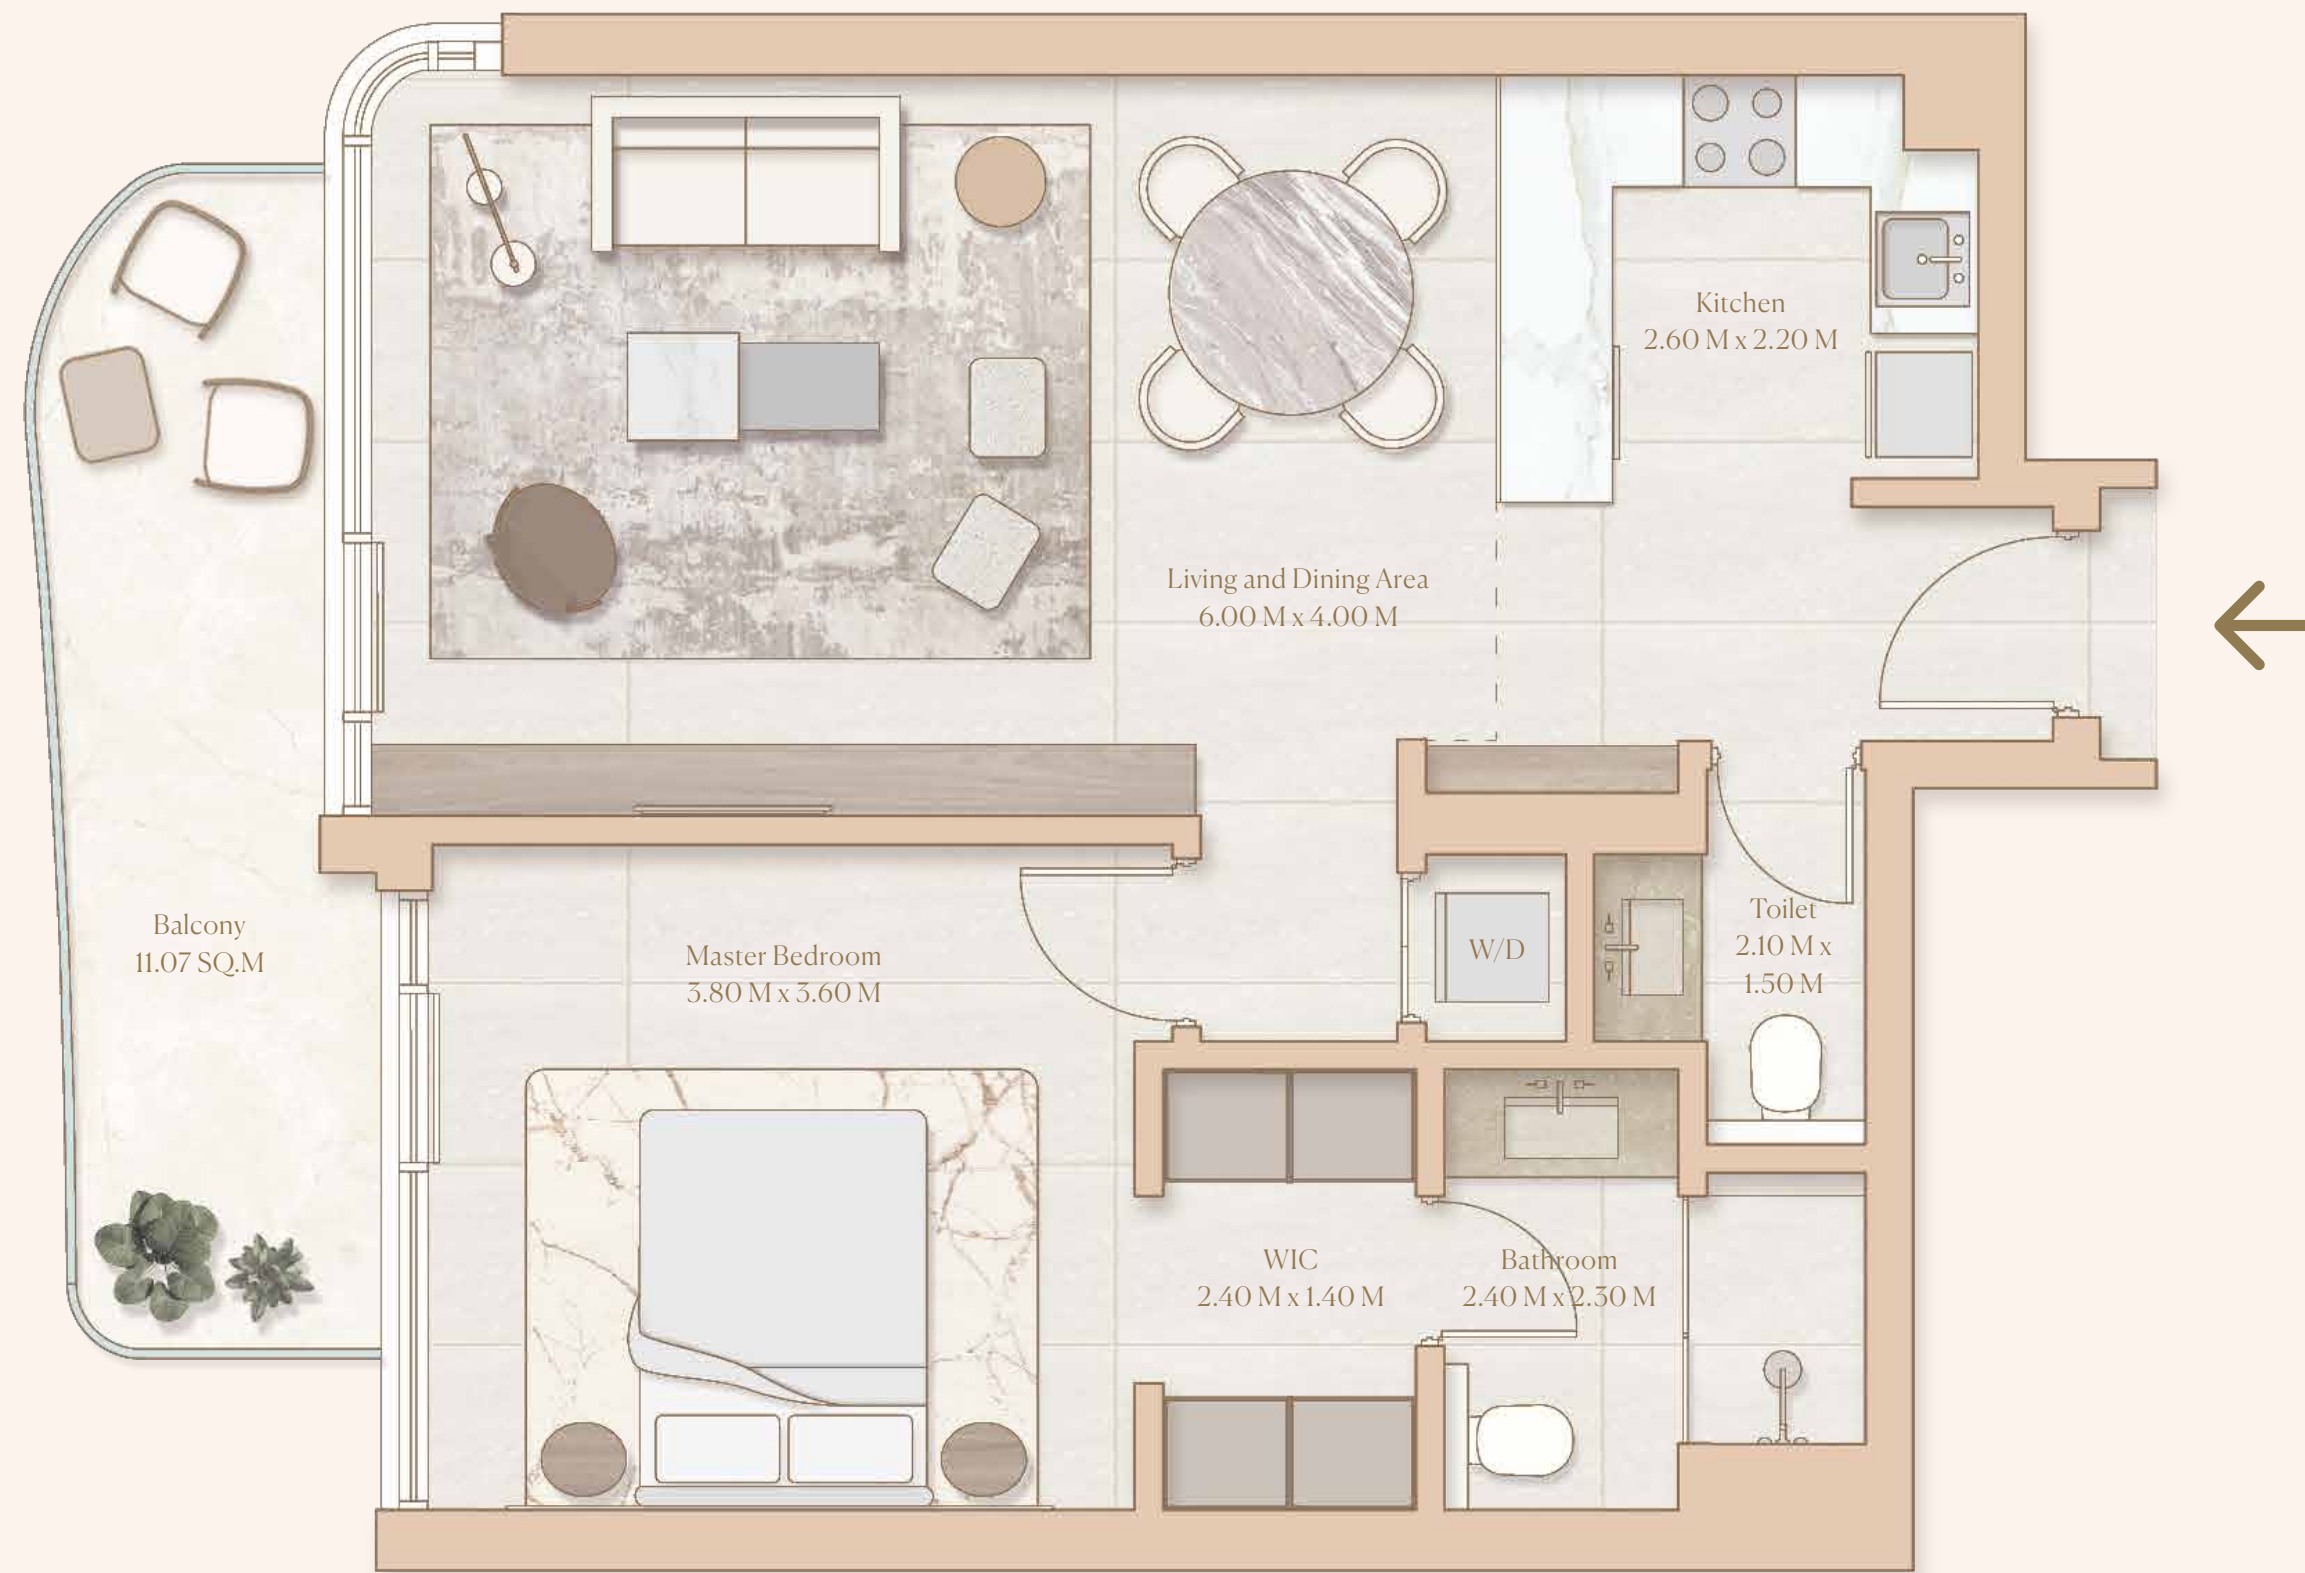 Kitchen
2.60 M x 2.20 M
Living and Dining Area
6.00 M x 4.00 M
Balcony
11.07 SQ.M
Master Bedroom
3.80 M x 3.60 M
W/D
Toilet
2.10 M x
1.50 M
WIC
2.40 M x 1.40 M
Bathroom
2.40 M x 2.30 M